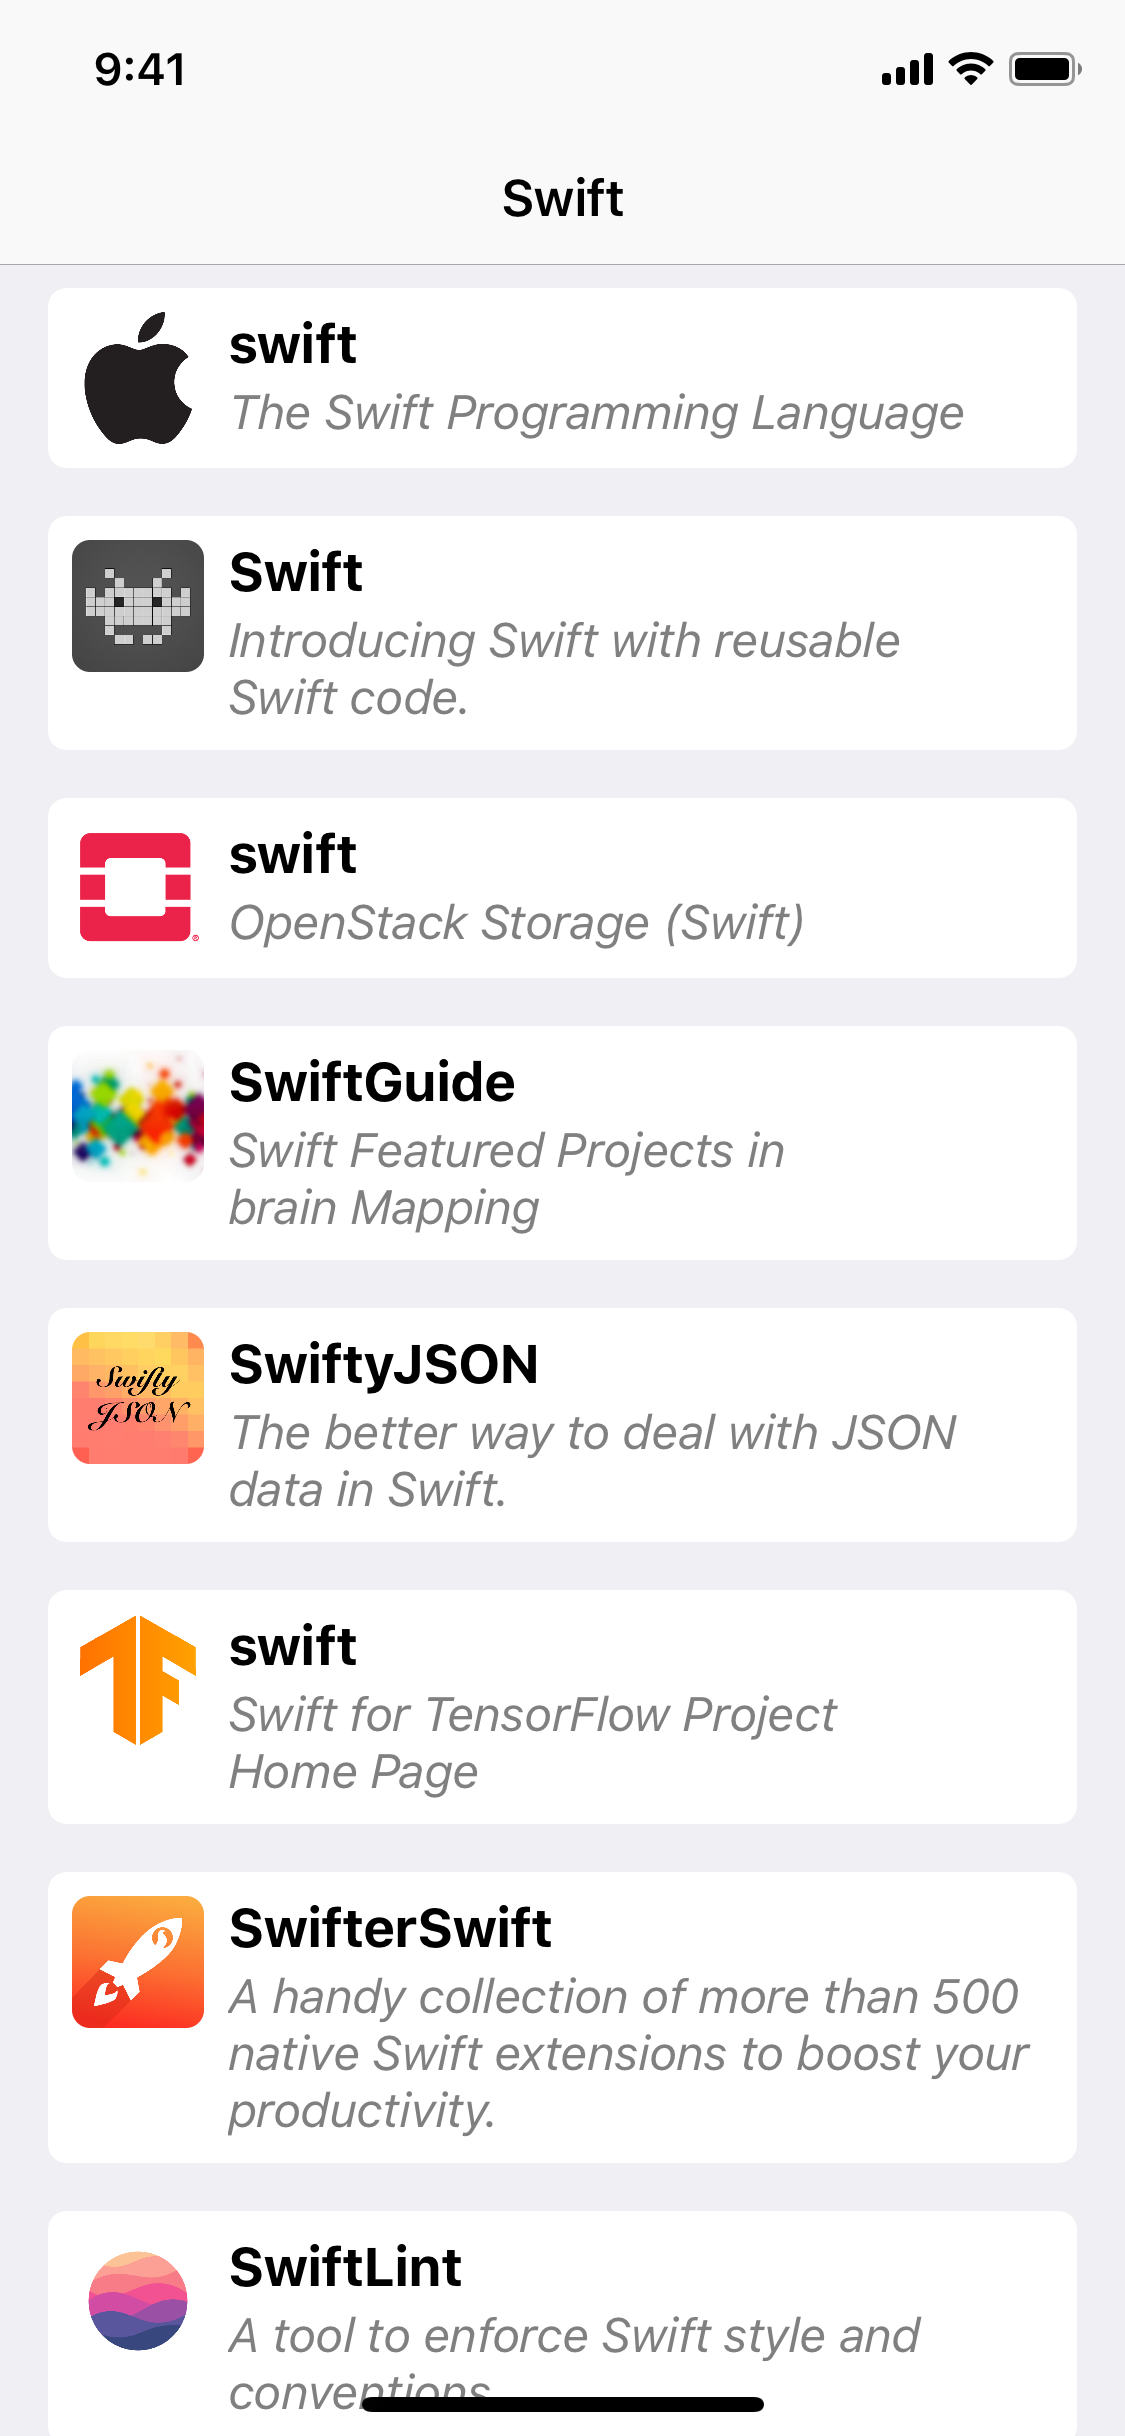 9:41
Swift
swift
The Swift Programming Language
Swift
Introducing Swift with reusable
Swift code.
swift
OpenStack Storage (Swift)
®
SwiftGuide
Swift Featured Projects in
brain Mapping
Swifty
JSON
SwiftyJSON
The better way to deal with JSON
data in Swift.
swift
Swift for TensorFlow Project
Home Page
SwifterSwift
A handy collection of more than 500
native Swift extensions to boost your
productivity.
SwiftLint
A tool to enforce Swift style and
conventions